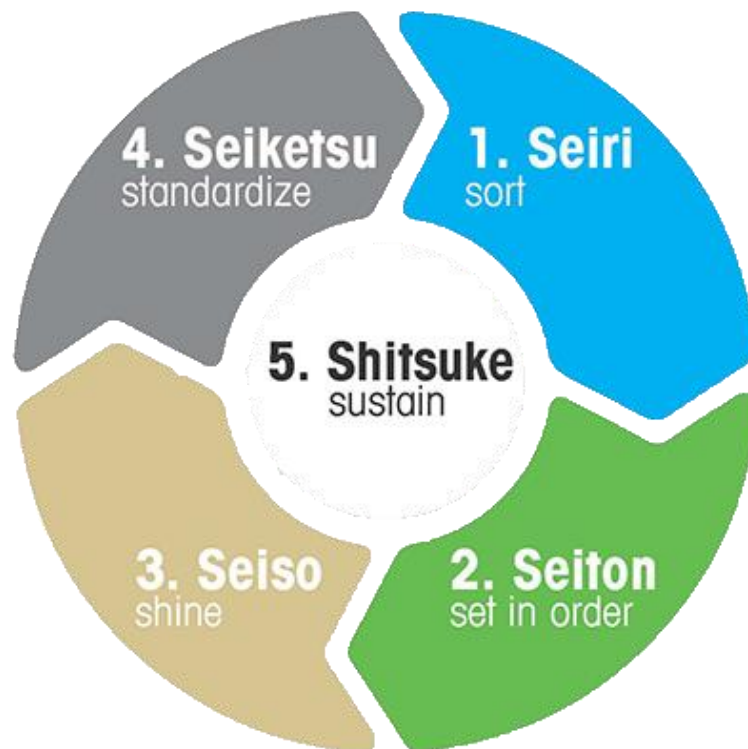 1. Seiri
sort
2. Seiton
set in order
3. Seiso
shine
4. Seiketsu
standardize
5. Shitsuke
sustain